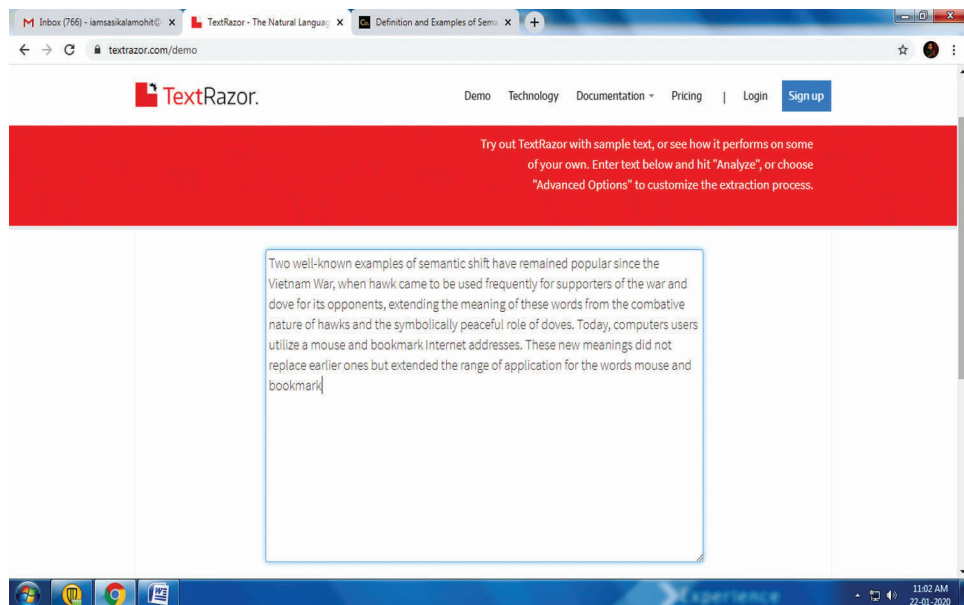 Inbox (766) - iamsasikalamohit@ TextRazor - The Natural Languag Definition and Examples of Sema
textrazor.com/demo
TextRazor. Demo Technology Documentation Pricing | Login Sign up
Try out TextRazor with sample text, or see how it performs on some
of your own. Enter text below and hit "Analyze", or choose
"Advanced Options" to customize the extraction process.
Two well-known examples of semantic shift have remained popular since the
Vietnam War, when hawk came to be used frequently for supporters of the war and
dove for its opponents, extending the meaning of these words from the combative
nature of hawks and the symbolically peaceful role of doves. Today, computers users
utilize a mouse and bookmark Internet addresses. These new meanings did not
replace earlier ones but extended the range of application for the words mouse and
bookmark
Experience
11:02 AM
22-01-2020